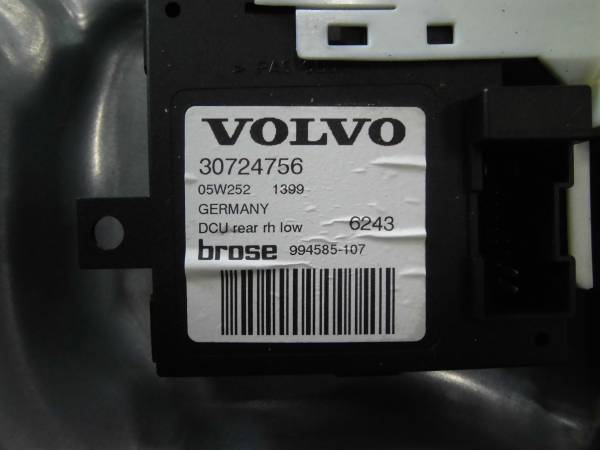 VOLVO
30724756
05W252 1399
GERMANY
DCU rear rh low 6243
brose 994585-107